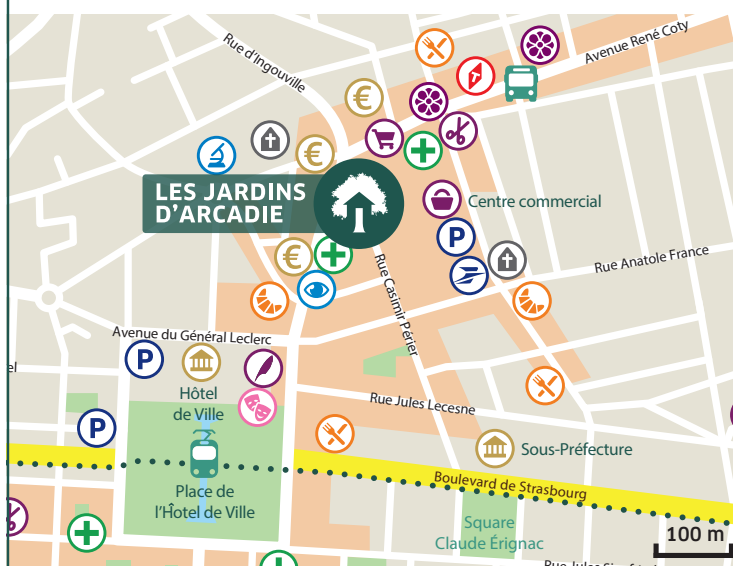 Rue d'Ingouville
Avenue René Coty
€
€
LES JARDINS
D'ARCADIE
Centre commercial
P
€
Rue Casimir Périer
Rue Anatole France
Avenue du Général Leclerc
P
el
Hôtel
de Ville
Rue Jules Lecesne
P
Sous-Préfecture
Boulevard de Strasbourg
Place de
l'Hôtel de Ville
Square
Claude Érignac
100 m